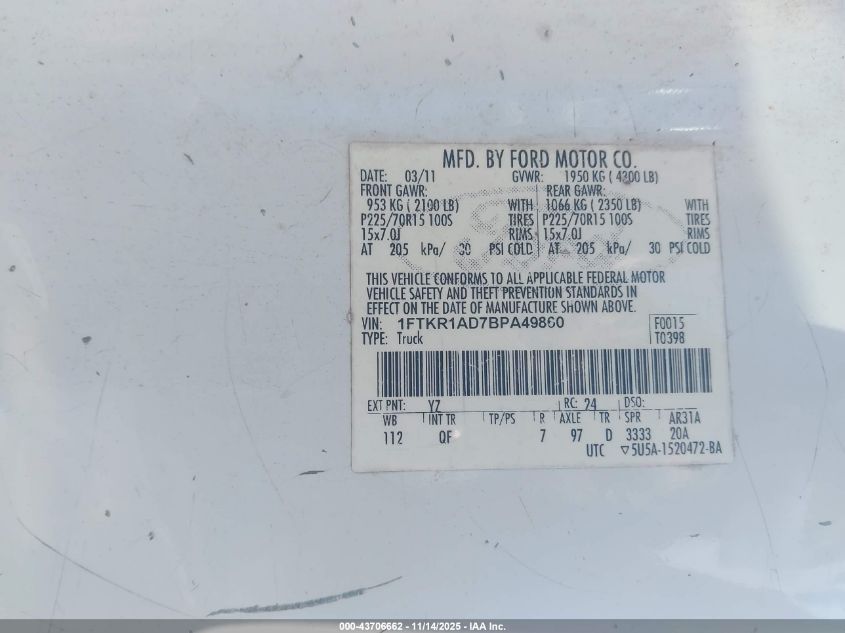 MFD. BY FORD MOTOR CO.
DATE: 03/11 GVWR: 1950 KG ( 4300 LB)
FRONT GAWR: REAR GAWR:
953 KG ( 2100 LB) WITH 1066 KG ( 2350 LB) WITH
P225/70R15 100S TIRES P225/70R15 100S TIRES
15x7.0J RIMS 15x7.0J RIMS
AT 205 kPa/ 30 PSI COLD AT 205 kPa/ 30 PSI COLD
THIS VEHICLE CONFORMS TO ALL APPLICABLE FEDERAL MOTOR
VEHICLE SAFETY AND THEFT PREVENTION STANDARDS IN
EFFECT ON THE DATE OF MANUFACTURE SHOWN ABOVE.
VIN: 1FTKR1AD7BPA49860 F0015
TYPE: Truck T0398
EXT PNT: YZ RC: 24 DSO:
WB INT TR TP/PS R AXLE TR SPR AR31A
112 QF 7 97 D 3333 20A
UTC ▽5U5A-1520472-BA
000-43706662 - 11/14/2025 - IAA Inc.